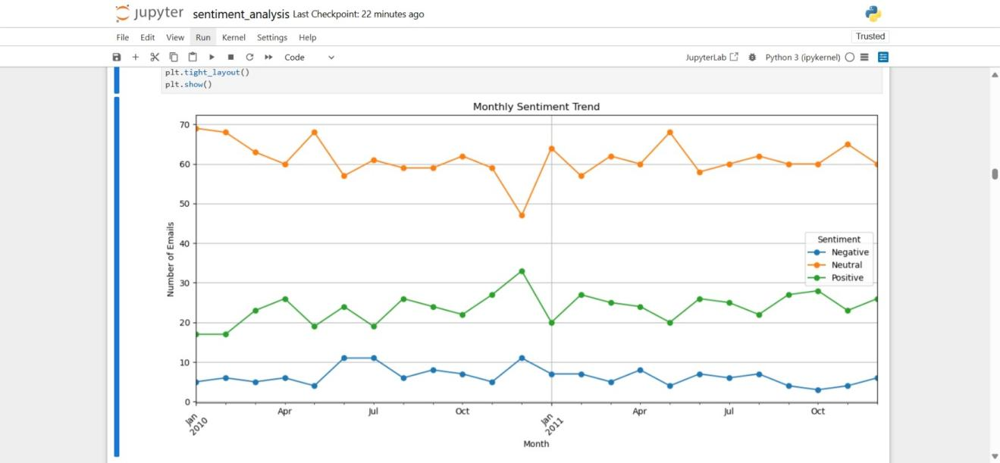 jupyter sentiment_analysis Last Checkpoint: 22 minutes ago
File Edit View Run Kernel Settings Help Trusted
Code JupyterLab Python 3 (ipykernel)
plt.tight_layout()
plt.show()
Monthly Sentiment Trend
70
60
50
40
30
20
10
0
Number of Emails
Sentiment
Negative
Neutral
Positive
Jan 2010 Apr Jul Oct Jan 2011 Apr Jul Oct
Month